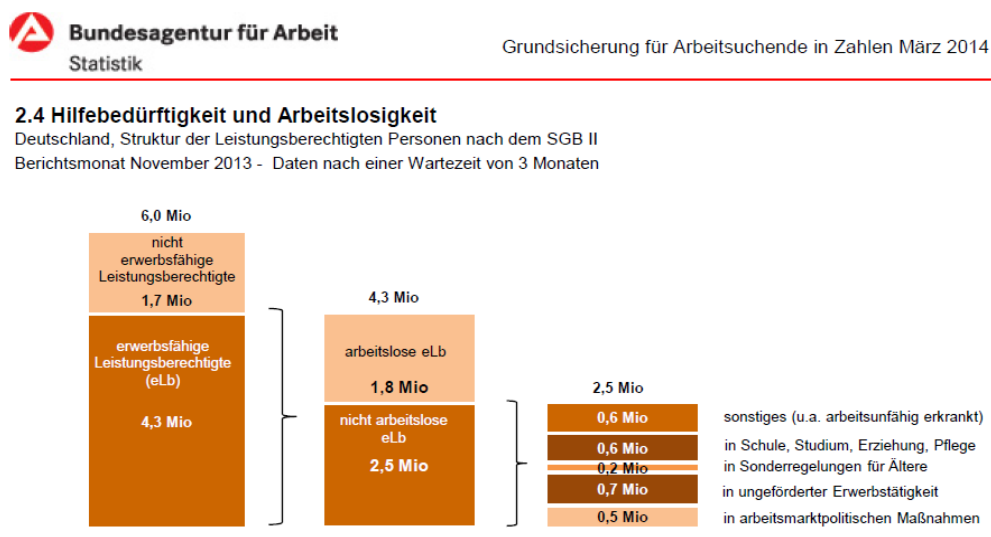 Bundesagentur für Arbeit
Statistik
Grundsicherung für Arbeitsuchende in Zahlen März 2014
2.4 Hilfebedürftigkeit und Arbeitslosigkeit
Deutschland, Struktur der Leistungsberechtigten Personen nach dem SGB II
Berichtsmonat November 2013 - Daten nach einer Wartezeit von 3 Monaten
6,0 Mio
nicht
erwerbsfähige
Leistungsberechtigte
1,7 Mio
erwerbsfähige
Leistungsberechtigte
(eLb)
4,3 Mio
4,3 Mio
arbeitslose eLb
1,8 Mio
nicht arbeitslose
eLb
2,5 Mio
2,5 Mio
0,6 Mio sonstiges (u.a. arbeitsunfähig erkrankt)
0,6 Mio in Schule, Studium, Erziehung, Pflege
0,2 Mio in Sonderregelungen für Ältere
0,7 Mio in ungeförderter Erwerbstätigkeit
0,5 Mio in arbeitsmarktpolitischen Maßnahmen